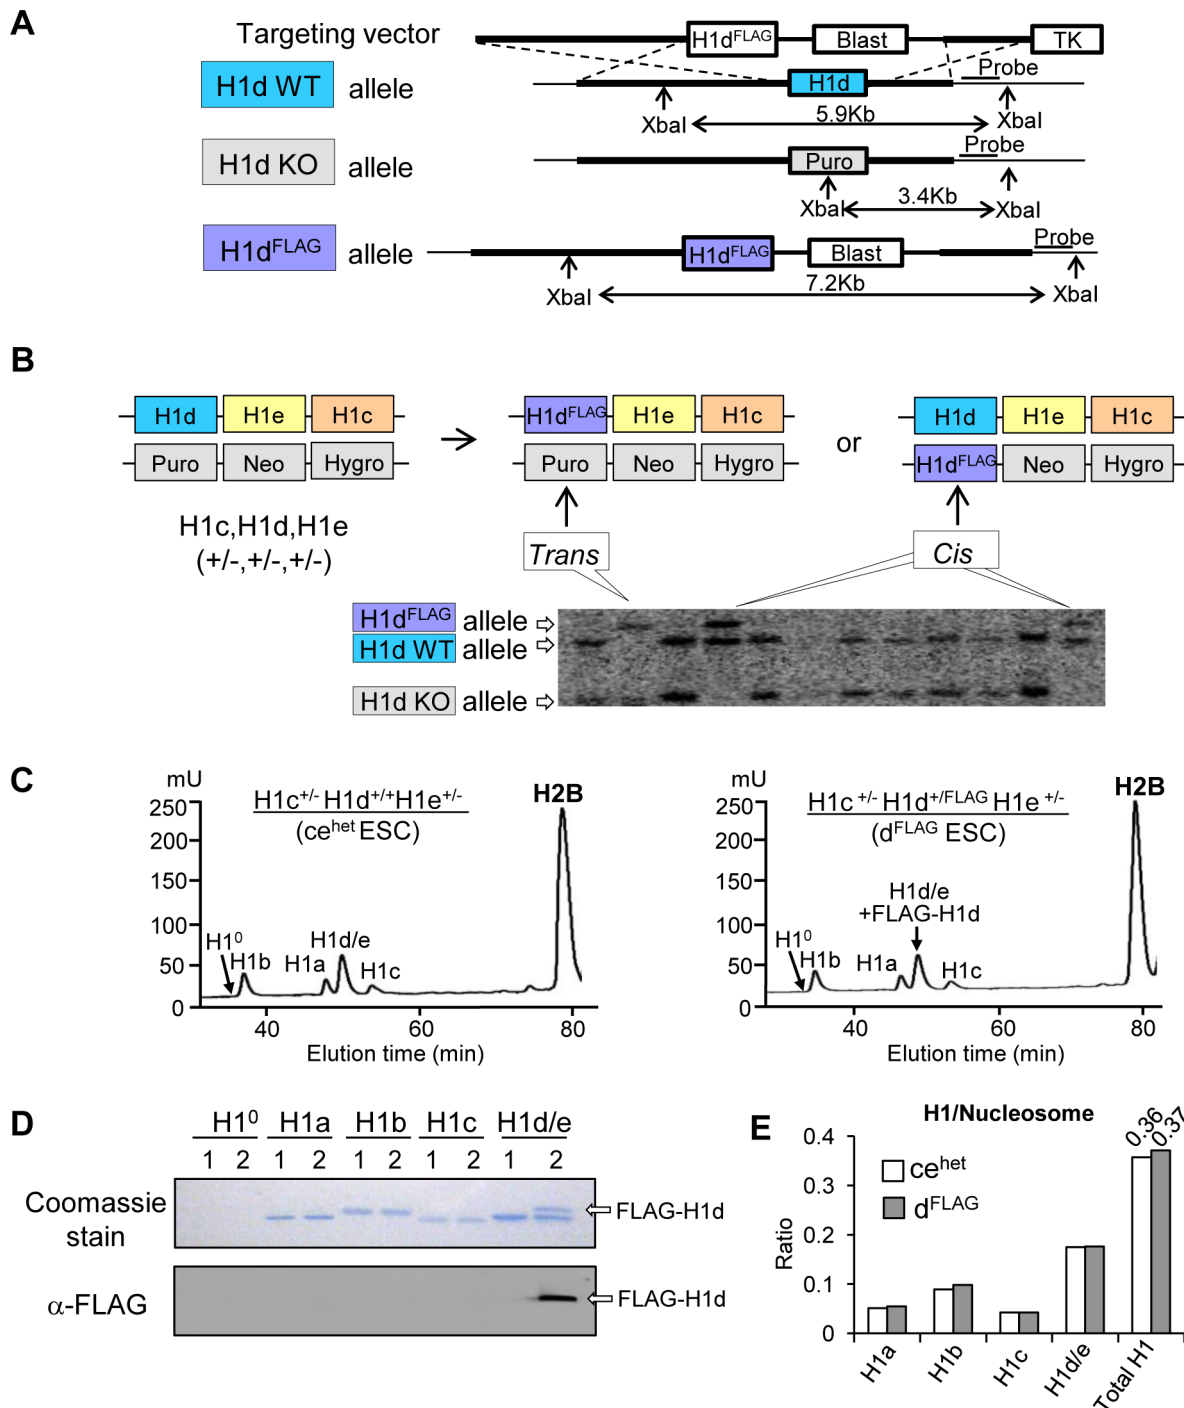 A
Targeting vector
H1dFLAG Blast TK
H1d WT allele
H1d
Probe
XbaI 5.9Kb XbaI
H1d KO allele
Puro
Probe
XbaI 3.4Kb XbaI
H1dFLAG allele
H1dFLAG Blast
Probe
XbaI 7.2Kb XbaI
B
H1d H1e H1c
Puro Neo Hygro
H1c,H1d,H1e
(+/-,+/-,+/-)
H1dFLAG H1e H1c
Puro Neo Hygro
or
H1d H1e H1c
H1dFLAG Neo Hygro
Trans
Cis
H1dFLAG allele
H1d WT allele
H1d KO allele
C
mU
H1c+/- H1d+/+H1e+/-
(cehet ESC)
H2B
250
200
150
100
50
0
H10
H1b
H1a
H1d/e
H1c
40 60 80
Elution time (min)
mU
H1c +/- H1d+/FLAG H1e +/-
(dFLAG ESC)
H2B
250
200
150
100
50
0
H10
H1b
H1a
H1d/e
+FLAG-H1d
H1c
40 60 80
Elution time (min)
D
H10 H1a H1b H1c H1d/e
1 2 1 2 1 2 1 2 1 2
Coomassie
stain
FLAG-H1d
α-FLAG
FLAG-H1d
E
H1/Nucleosome
0.36
0.37
cehet
dFLAG
Ratio
0.4
0.3
0.2
0.1
0
H1a
H1b
H1c
H1d/e
Total H1